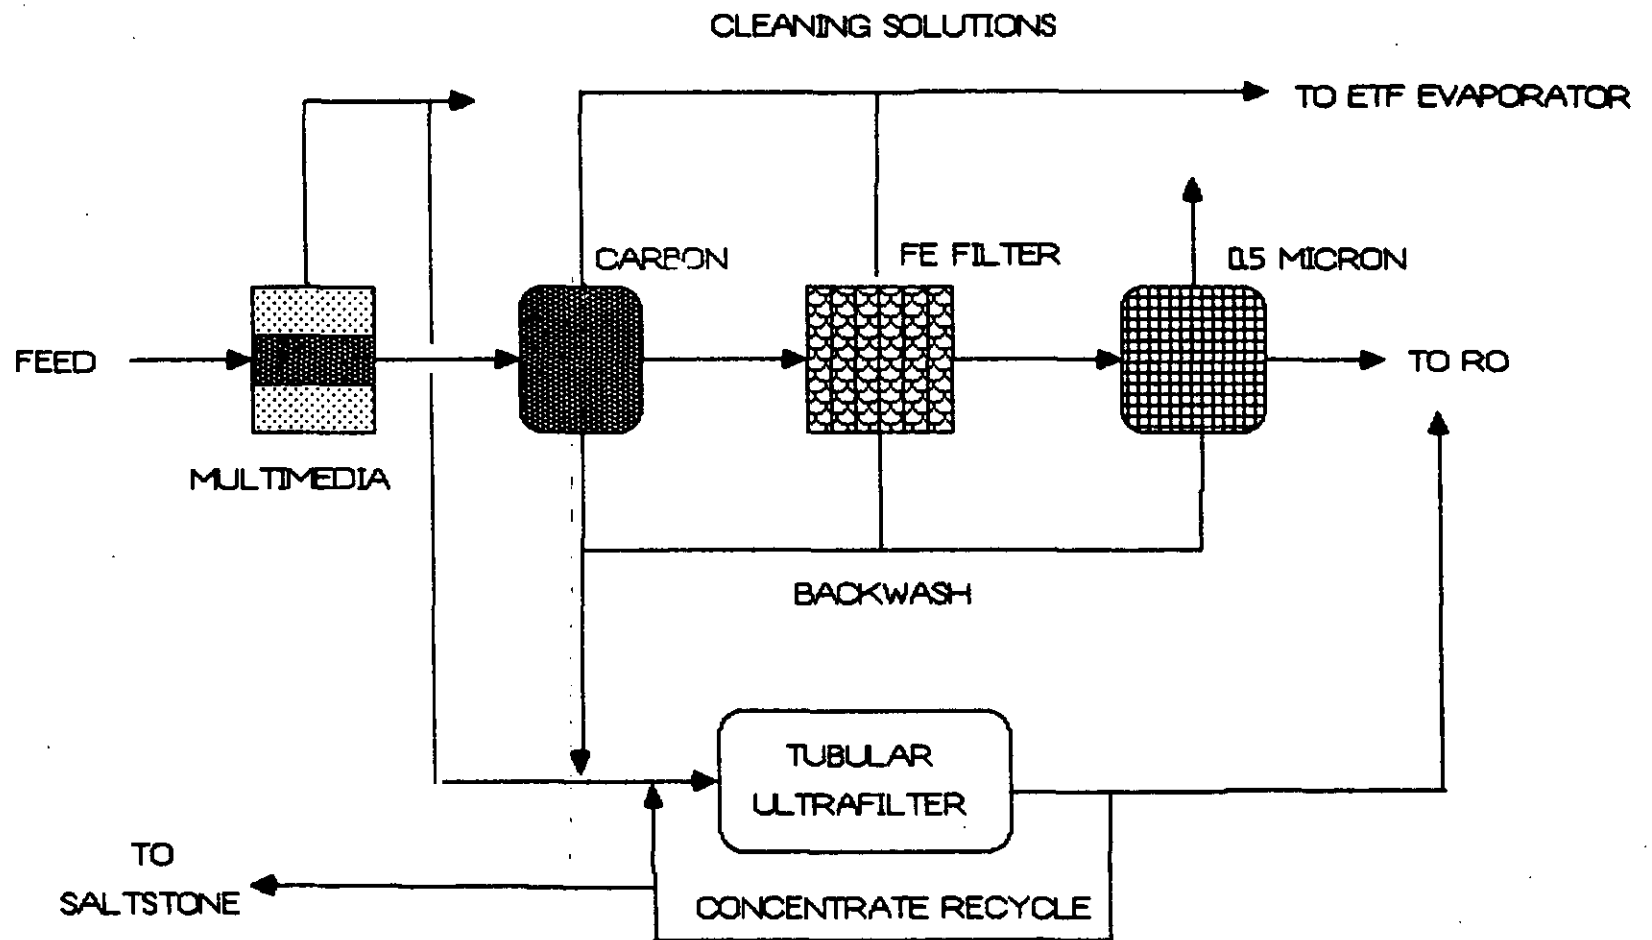 CLEANING SOLUTIONS
TO ETF EVAPORATOR
CARBON
FE FILTER
0.5 MICRON
FEED
TO RO
MULTIMEDIA
BACKWASH
TUBULAR
ULTRAFILTER
TO
SALTSTONE
CONCENTRATE RECYCLE